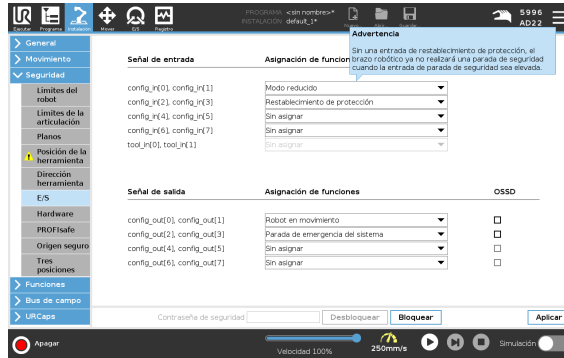 PROGRAMA <sin nombres>*
INSTALACIÓN default_1*
5996
AD22
Ejecutar Programa Instalación Mover E/S Registro
Advertencia
Sin una entrada de restablecimiento de protección, el
brazo robótico ya no realizará una parada de seguridad
cuando la entrada de parada de seguridad sea elevada.
General
Movimiento
Seguridad
Límites del
robot
Límites de la
articulación
Planos
Posición de la
herramienta
Dirección
herramienta
E/S
Hardware
PROFIsafe
Origen seguro
Tres
posiciones
Funciones
Bus de campo
URCaps
Señal de entrada Asignación de funcion
config_in[0], config_in[1] Modo reducido
config_in[2], config_in[3] Restablecimiento de protección
config_in[4], config_in[5] Sin asignar
config_in[6], config_in[7] Sin asignar
tool_in[0], tool_in[1] Sin asignar
Señal de salida Asignación de funciones OSSD
config_out[0], config_out[1] Robot en movimiento
config_out[2], config_out[3] Parada de emergencia del sistema
config_out[4], config_out[5] Sin asignar
config_out[6], config_out[7] Sin asignar
Contraseña de seguridad Desbloquear Bloquear Aplicar
Apagar Velocidad 100% 250mm/s Simulación